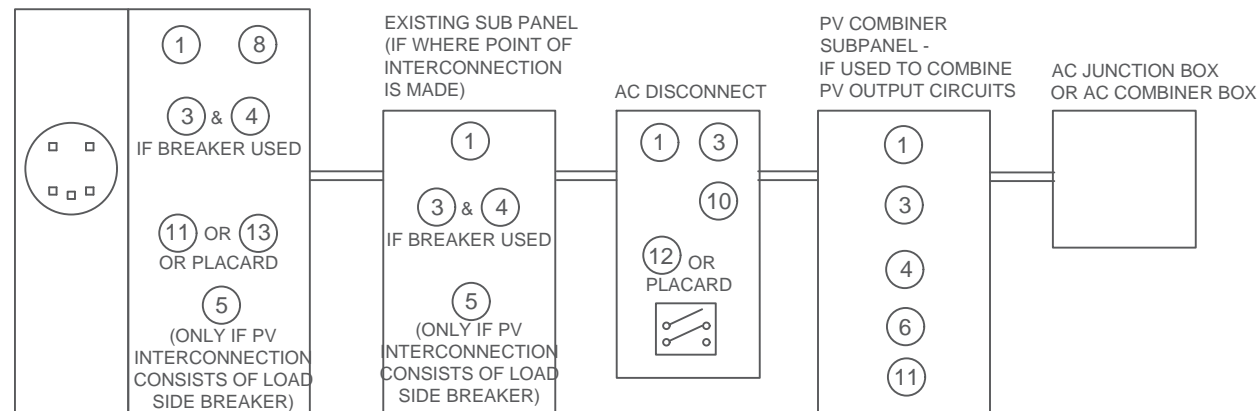 1 8
3 & 4
IF BREAKER USED
11 OR 13
OR PLACARD
5
(ONLY IF PV
INTERCONNECTION
CONSISTS OF LOAD
SIDE BREAKER)
EXISTING SUB PANEL
(IF WHERE POINT OF
INTERCONNECTION
IS MADE)
1
3 & 4
IF BREAKER USED
5
(ONLY IF PV
INTERCONNECTION
CONSISTS OF LOAD
SIDE BREAKER)
AC DISCONNECT
1 3
10
12 OR
PLACARD
PV COMBINER
SUBPANEL -
IF USED TO COMBINE
PV OUTPUT CIRCUITS
1
3
4
6
11
AC JUNCTION BOX
OR AC COMBINER BOX